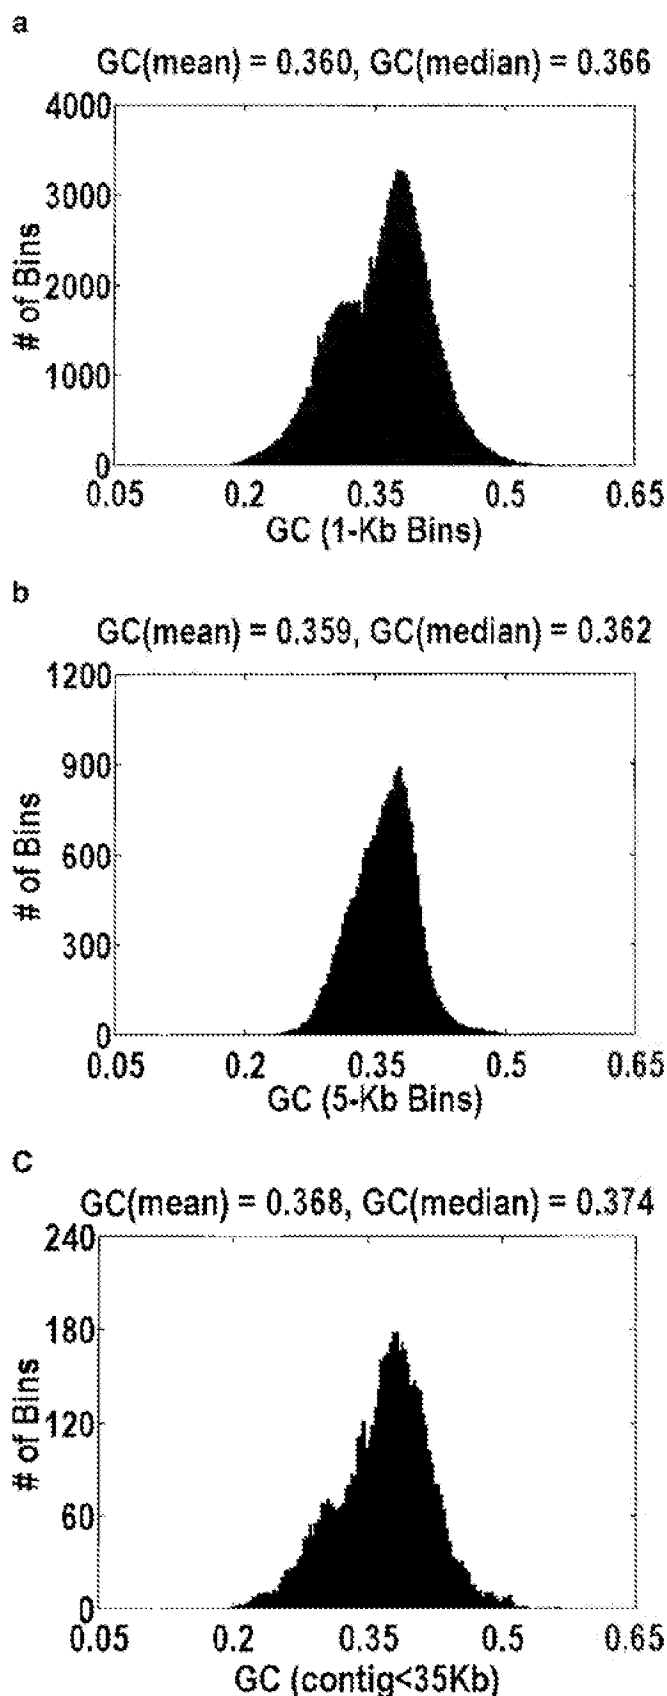 a
GC(mean) = 0.360, GC(median) = 0.366
4000
3000
2000
1000
0
# of Bins
0.05 0.2 0.35 0.5 0.65
GC (1-Kb Bins)
b
GC(mean) = 0.359, GC(median) = 0.362
1200
900
600
300
0
# of Bins
0.05 0.2 0.35 0.5 0.65
GC (5-Kb Bins)
c
GC(mean) = 0.368, GC(median) = 0.374
240
180
120
60
0
# of Bins
0.05 0.2 0.35 0.5 0.65
GC (contig<35Kb)